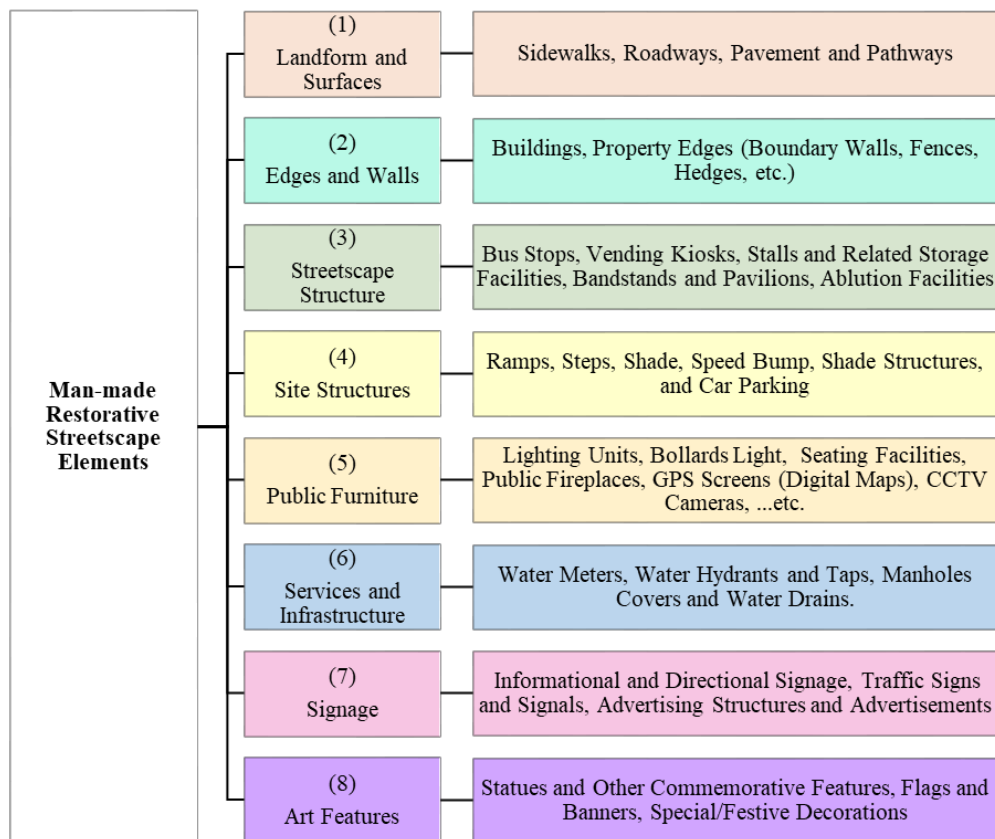 Man-made
Restorative
Streetscape
Elements
(1)
Landform and
Surfaces
Sidewalks, Roadways, Pavement and Pathways
(2)
Edges and Walls
Buildings, Property Edges (Boundary Walls, Fences,
Hedges, etc.)
(3)
Streetscape
Structure
Bus Stops, Vending Kiosks, Stalls and Related Storage
Facilities, Bandstands and Pavilions, Ablution Facilities
(4)
Site Structures
Ramps, Steps, Shade, Speed Bump, Shade Structures,
and Car Parking
(5)
Public Furniture
Lighting Units, Bollards Light, Seating Facilities,
Public Fireplaces, GPS Screens (Digital Maps), CCTV
Cameras, ...etc.
(6)
Services and
Infrastructure
Water Meters, Water Hydrants and Taps, Manholes
Covers and Water Drains.
(7)
Signage
Informational and Directional Signage, Traffic Signs
and Signals, Advertising Structures and Advertisements
(8)
Art Features
Statues and Other Commemorative Features, Flags and
Banners, Special/Festive Decorations